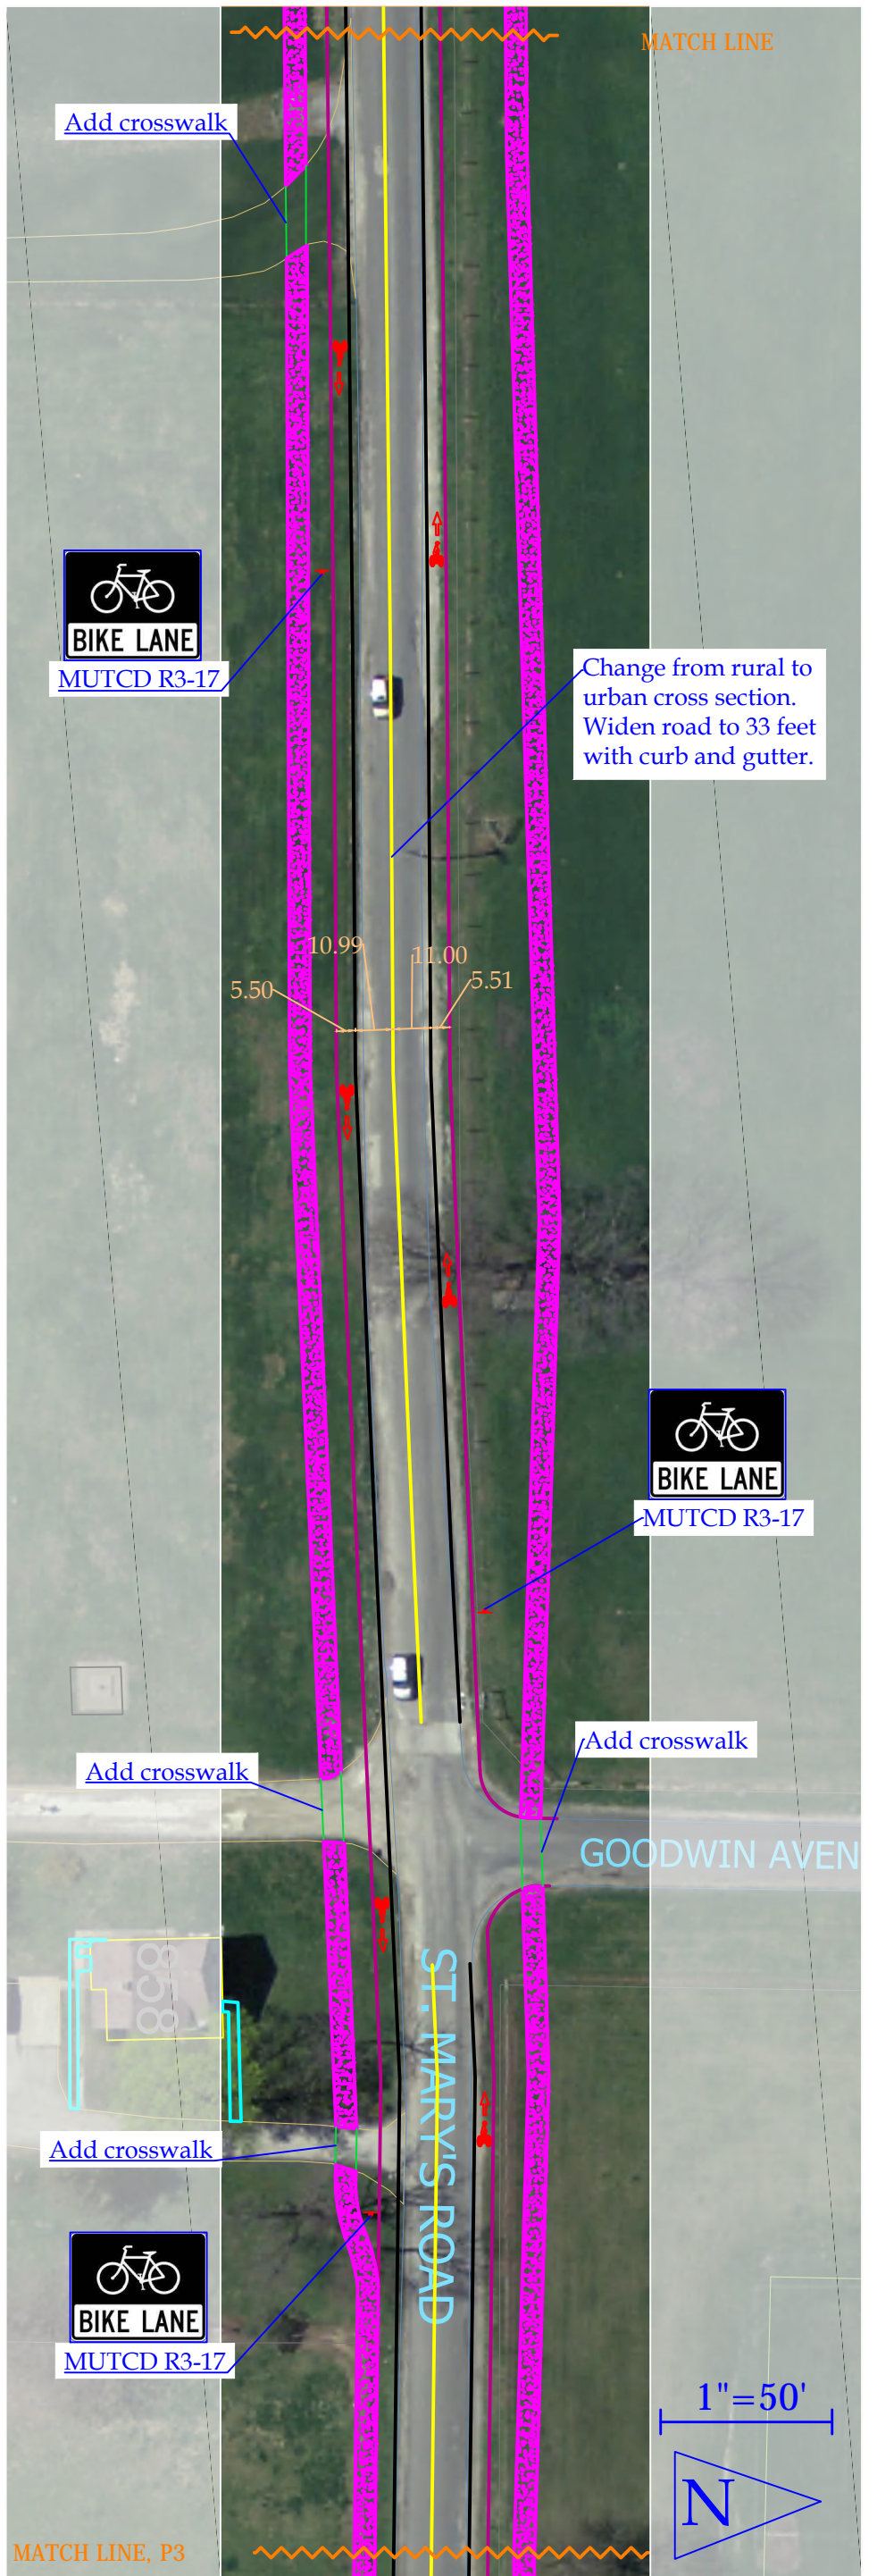 MATCH LINE
Add crosswalk
BIKE LANE
MUTCD R3-17
Change from rural to
urban cross section.
Widen road to 33 feet
with curb and gutter.
10.99
11.00
5.50
5.51
BIKE LANE
MUTCD R3-17
Add crosswalk
Add crosswalk
GOODWIN AVEN
858
ST. MARY'S ROAD
Add crosswalk
BIKE LANE
MUTCD R3-17
1"=50'
N
MATCH LINE, P3